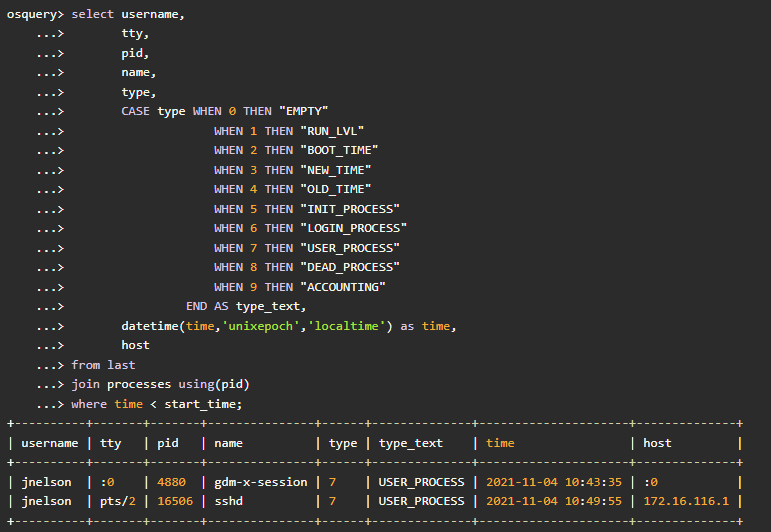 osquery> select username,
    ...>        tty,
    ...>        pid,
    ...>        name,
    ...>        type,
    ...>        CASE type WHEN 0 THEN "EMPTY"
    ...>                     WHEN 1 THEN "RUN_LVL"
    ...>                     WHEN 2 THEN "BOOT_TIME"
    ...>                     WHEN 3 THEN "NEW_TIME"
    ...>                     WHEN 4 THEN "OLD_TIME"
    ...>                     WHEN 5 THEN "INIT_PROCESS"
    ...>                     WHEN 6 THEN "LOGIN_PROCESS"
    ...>                     WHEN 7 THEN "USER_PROCESS"
    ...>                     WHEN 8 THEN "DEAD_PROCESS"
    ...>                     WHEN 9 THEN "ACCOUNTING"
    ...>                 END AS type_text,
    ...>        datetime(time,'unixepoch','localtime') as time,
    ...>        host
    ...> from last
    ...> join processes using(pid)
    ...> where time < start_time;
+----------+-------+-------+---------------+------+--------------+---------------------+--------------+
| username | tty   | pid   | name          | type | type_text    | time                | host         |
+----------+-------+-------+---------------+------+--------------+---------------------+--------------+
| jnelson  | :0    | 4880  | gdm-x-session | 7    | USER_PROCESS | 2021-11-04 10:43:35 | :0           |
| jnelson  | pts/2 | 16506 | sshd          | 7    | USER_PROCESS | 2021-11-04 10:49:55 | 172.16.116.1 |
+----------+-------+-------+---------------+------+--------------+---------------------+--------------+